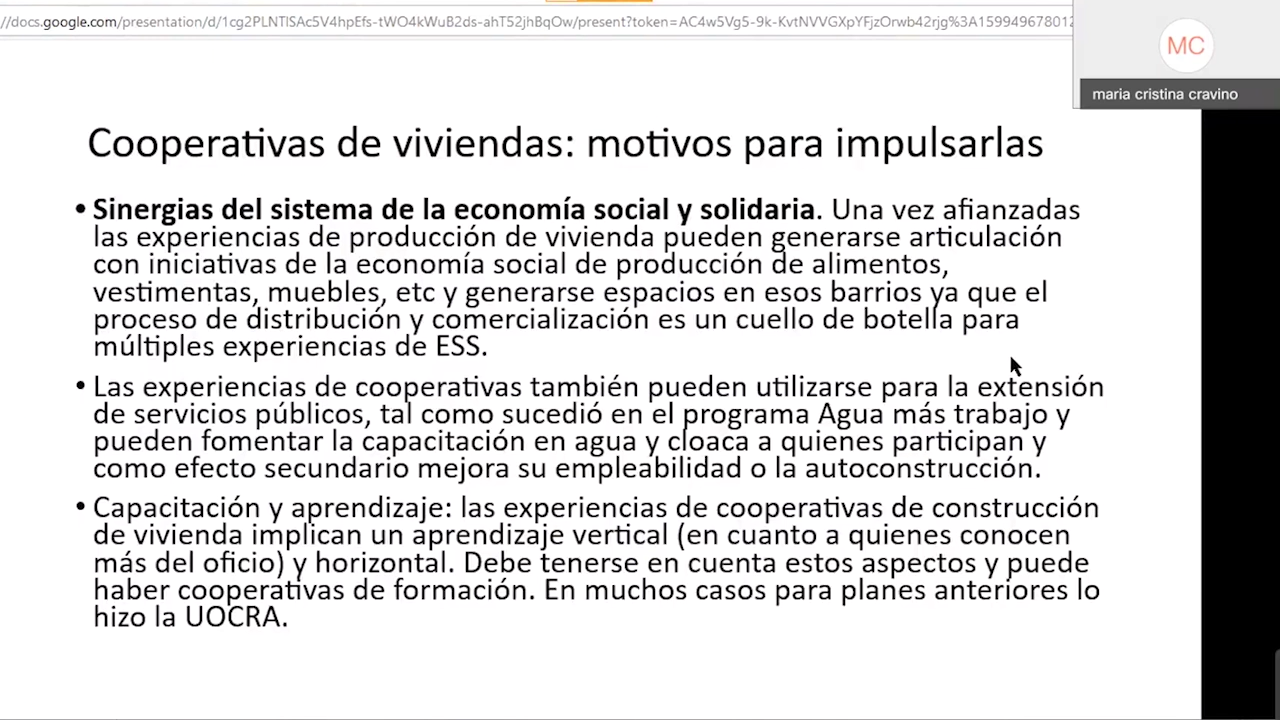 //docs.google.com/presentation/d/1cg2PLNTlSAc5V4hpEfs-tWO4kWuB2ds-ahT52jhBqOw/present?token=AC4w5Vg5-9k-KvtNVVGXpYFjzOrwb42rjg%3A159949678012
MC
maria cristina cravino
Cooperativas de viviendas: motivos para impulsarlas
• Sinergias del sistema de la economía social y solidaria. Una vez afianzadas
las experiencias de producción de vivienda pueden generarse articulación
con iniciativas de la economía social de producción de alimentos,
vestimentas, muebles, etc y generarse espacios en esos barrios ya que el
proceso de distribución y comercialización es un cuello de botella para
múltiples experiencias de ESS.
• Las experiencias de cooperativas también pueden utilizarse para la extensión
de servicios públicos, tal como sucedió en el programa Agua más trabajo y
pueden fomentar la capacitación en agua y cloaca a quienes participan y
como efecto secundario mejora su empleabilidad o la autoconstrucción.
• Capacitación y aprendizaje: las experiencias de cooperativas de construcción
de vivienda implican un aprendizaje vertical (en cuanto a quienes conocen
más del oficio) y horizontal. Debe tenerse en cuenta estos aspectos y puede
haber cooperativas de formación. En muchos casos para planes anteriores lo
hizo la UOCRA.